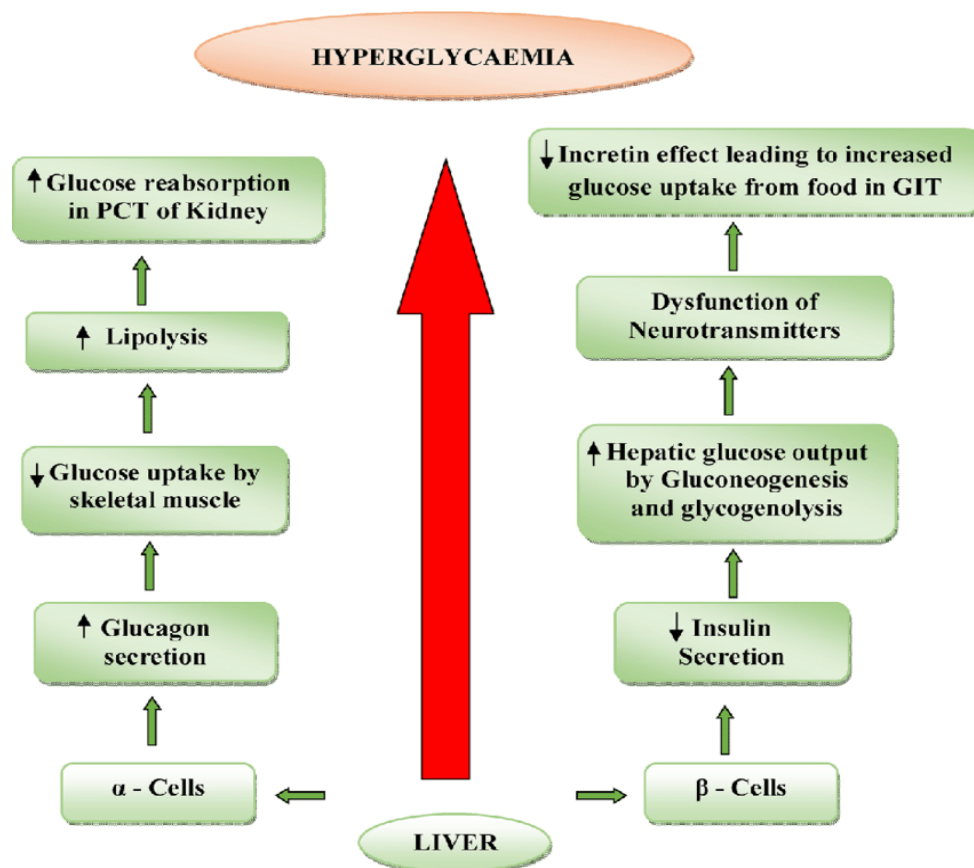 HYPERGLYCAEMIA
↑ Glucose reabsorption
in PCT of Kidney
↑ Lipolysis
↓ Glucose uptake by
skeletal muscle
↑ Glucagon
secretion
α - Cells
↓ Incretin effect leading to increased
glucose uptake from food in GIT
Dysfunction of
Neurotransmitters
↑ Hepatic glucose output
by Gluconeogenesis
and glycogenolysis
↓ Insulin
Secretion
β - Cells
LIVER